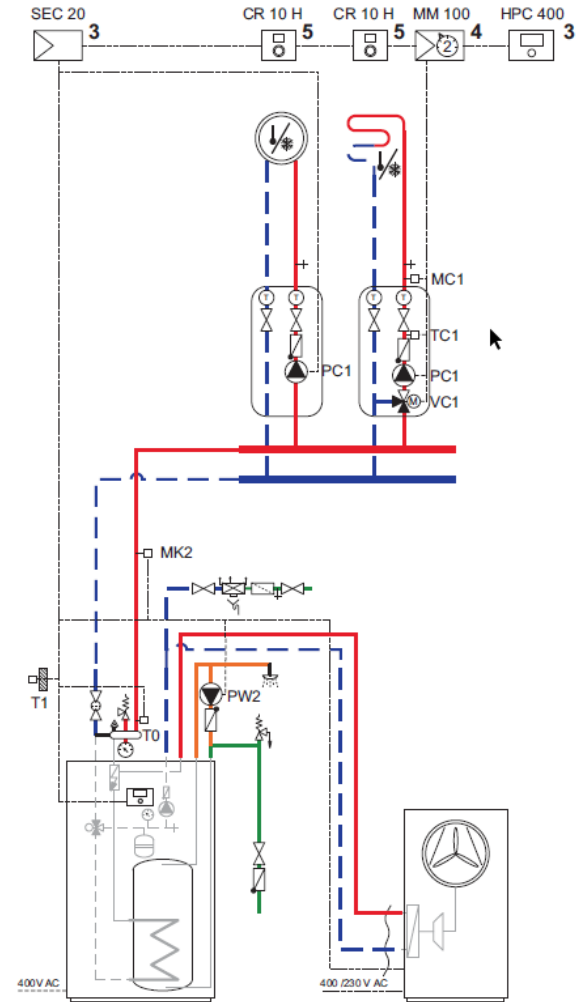 SEC 20
3
CR 10 H
5
CR 10 H
5
MM 100
4
HPC 400
3
2
T
T
T
T
MC1
TC1
PC1
PC1
M
VC1
MK2
T1
PW2
T0
400V AC
400 /230 V AC